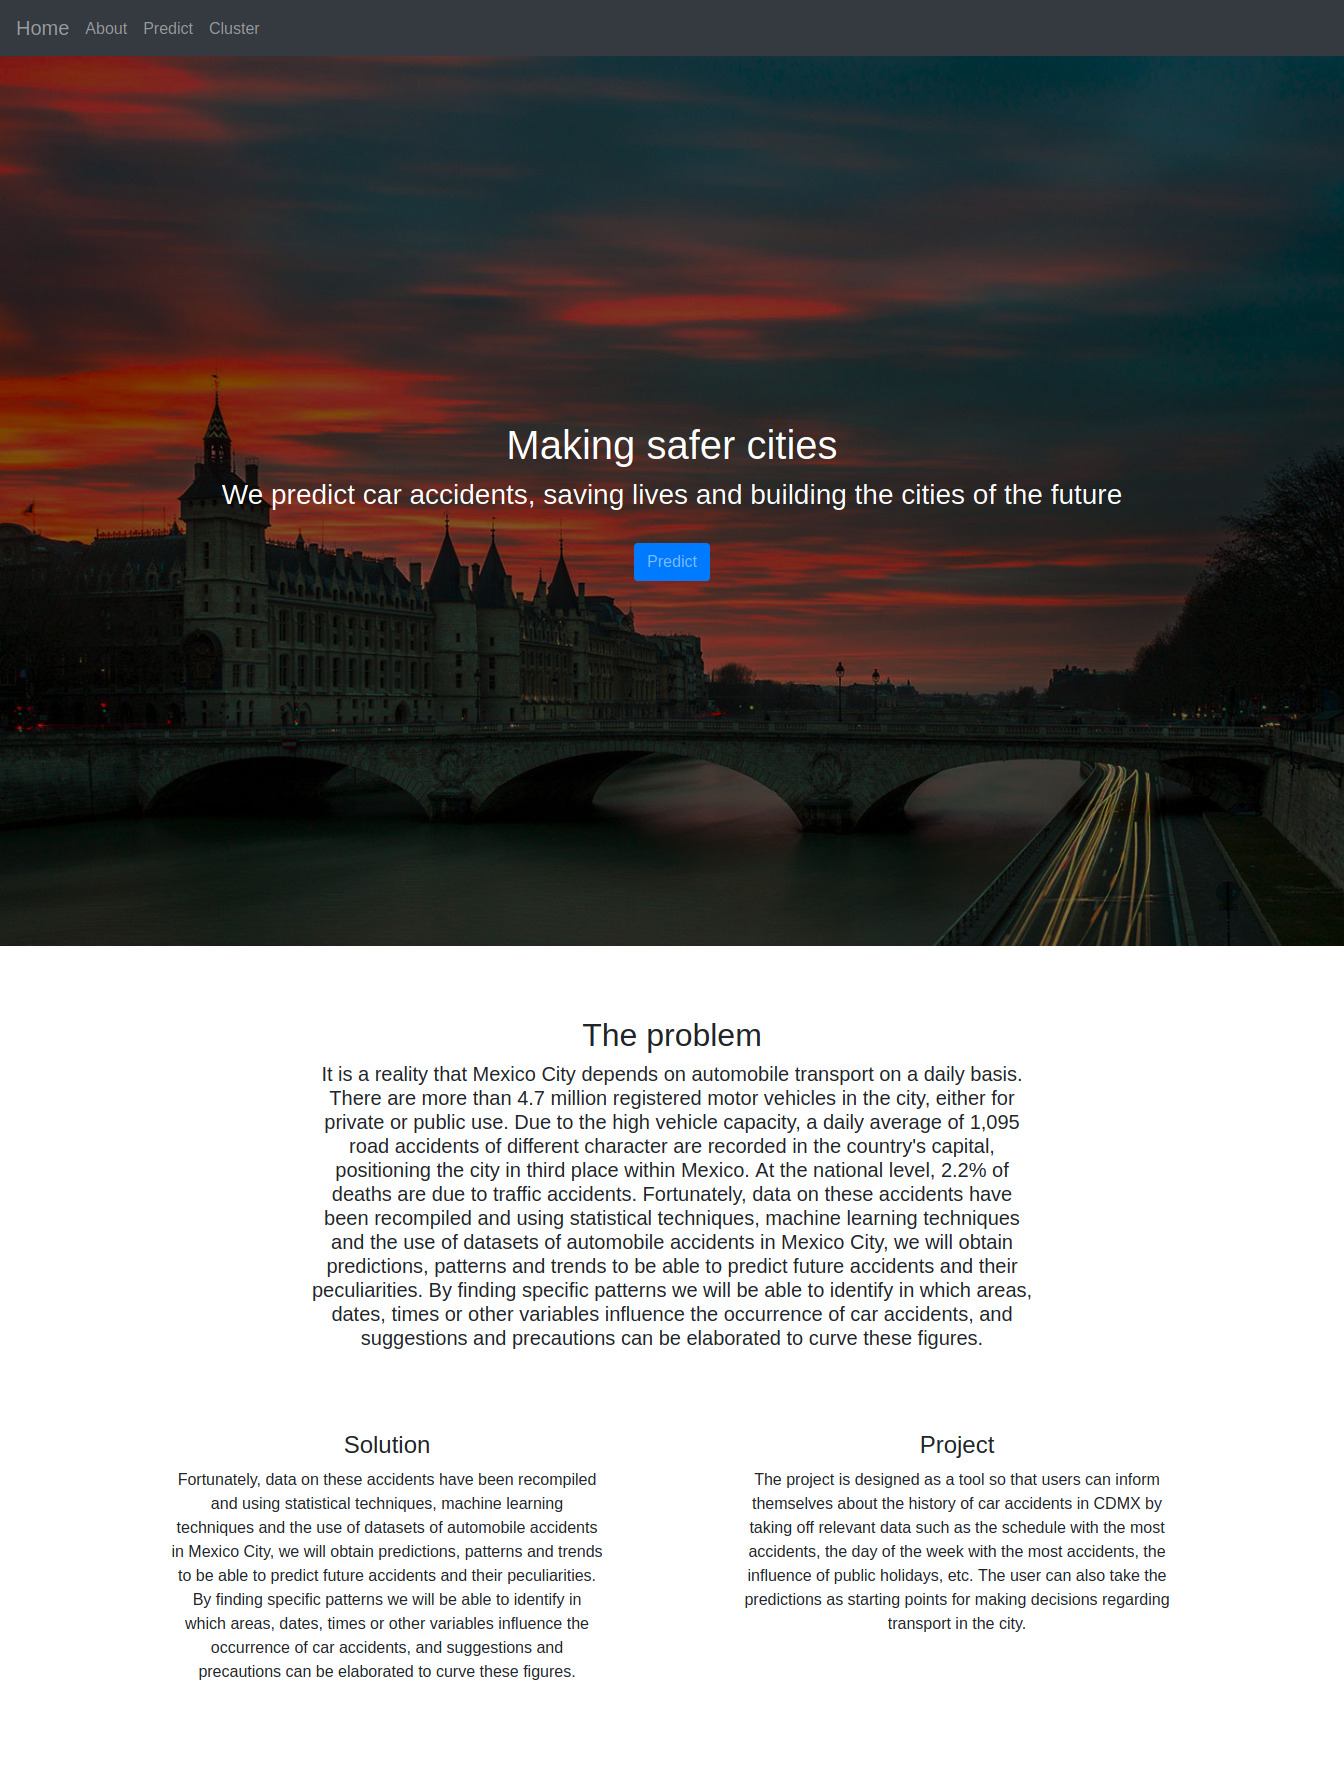 Home About Predict Cluster
Making safer cities
We predict car accidents, saving lives and building the cities of the future
Predict
The problem
It is a reality that Mexico City depends on automobile transport on a daily basis.
There are more than 4.7 million registered motor vehicles in the city, either for
private or public use. Due to the high vehicle capacity, a daily average of 1,095
road accidents of different character are recorded in the country's capital,
positioning the city in third place within Mexico. At the national level, 2.2% of
deaths are due to traffic accidents. Fortunately, data on these accidents have
been recompiled and using statistical techniques, machine learning techniques
and the use of datasets of automobile accidents in Mexico City, we will obtain
predictions, patterns and trends to be able to predict future accidents and their
peculiarities. By finding specific patterns we will be able to identify in which areas,
dates, times or other variables influence the occurrence of car accidents, and
suggestions and precautions can be elaborated to curve these figures.
Solution
Fortunately, data on these accidents have been recompiled
and using statistical techniques, machine learning
techniques and the use of datasets of automobile accidents
in Mexico City, we will obtain predictions, patterns and trends
to be able to predict future accidents and their peculiarities.
By finding specific patterns we will be able to identify in
which areas, dates, times or other variables influence the
occurrence of car accidents, and suggestions and
precautions can be elaborated to curve these figures.
Project
The project is designed as a tool so that users can inform
themselves about the history of car accidents in CDMX by
taking off relevant data such as the schedule with the most
accidents, the day of the week with the most accidents, the
influence of public holidays, etc. The user can also take the
predictions as starting points for making decisions regarding
transport in the city.